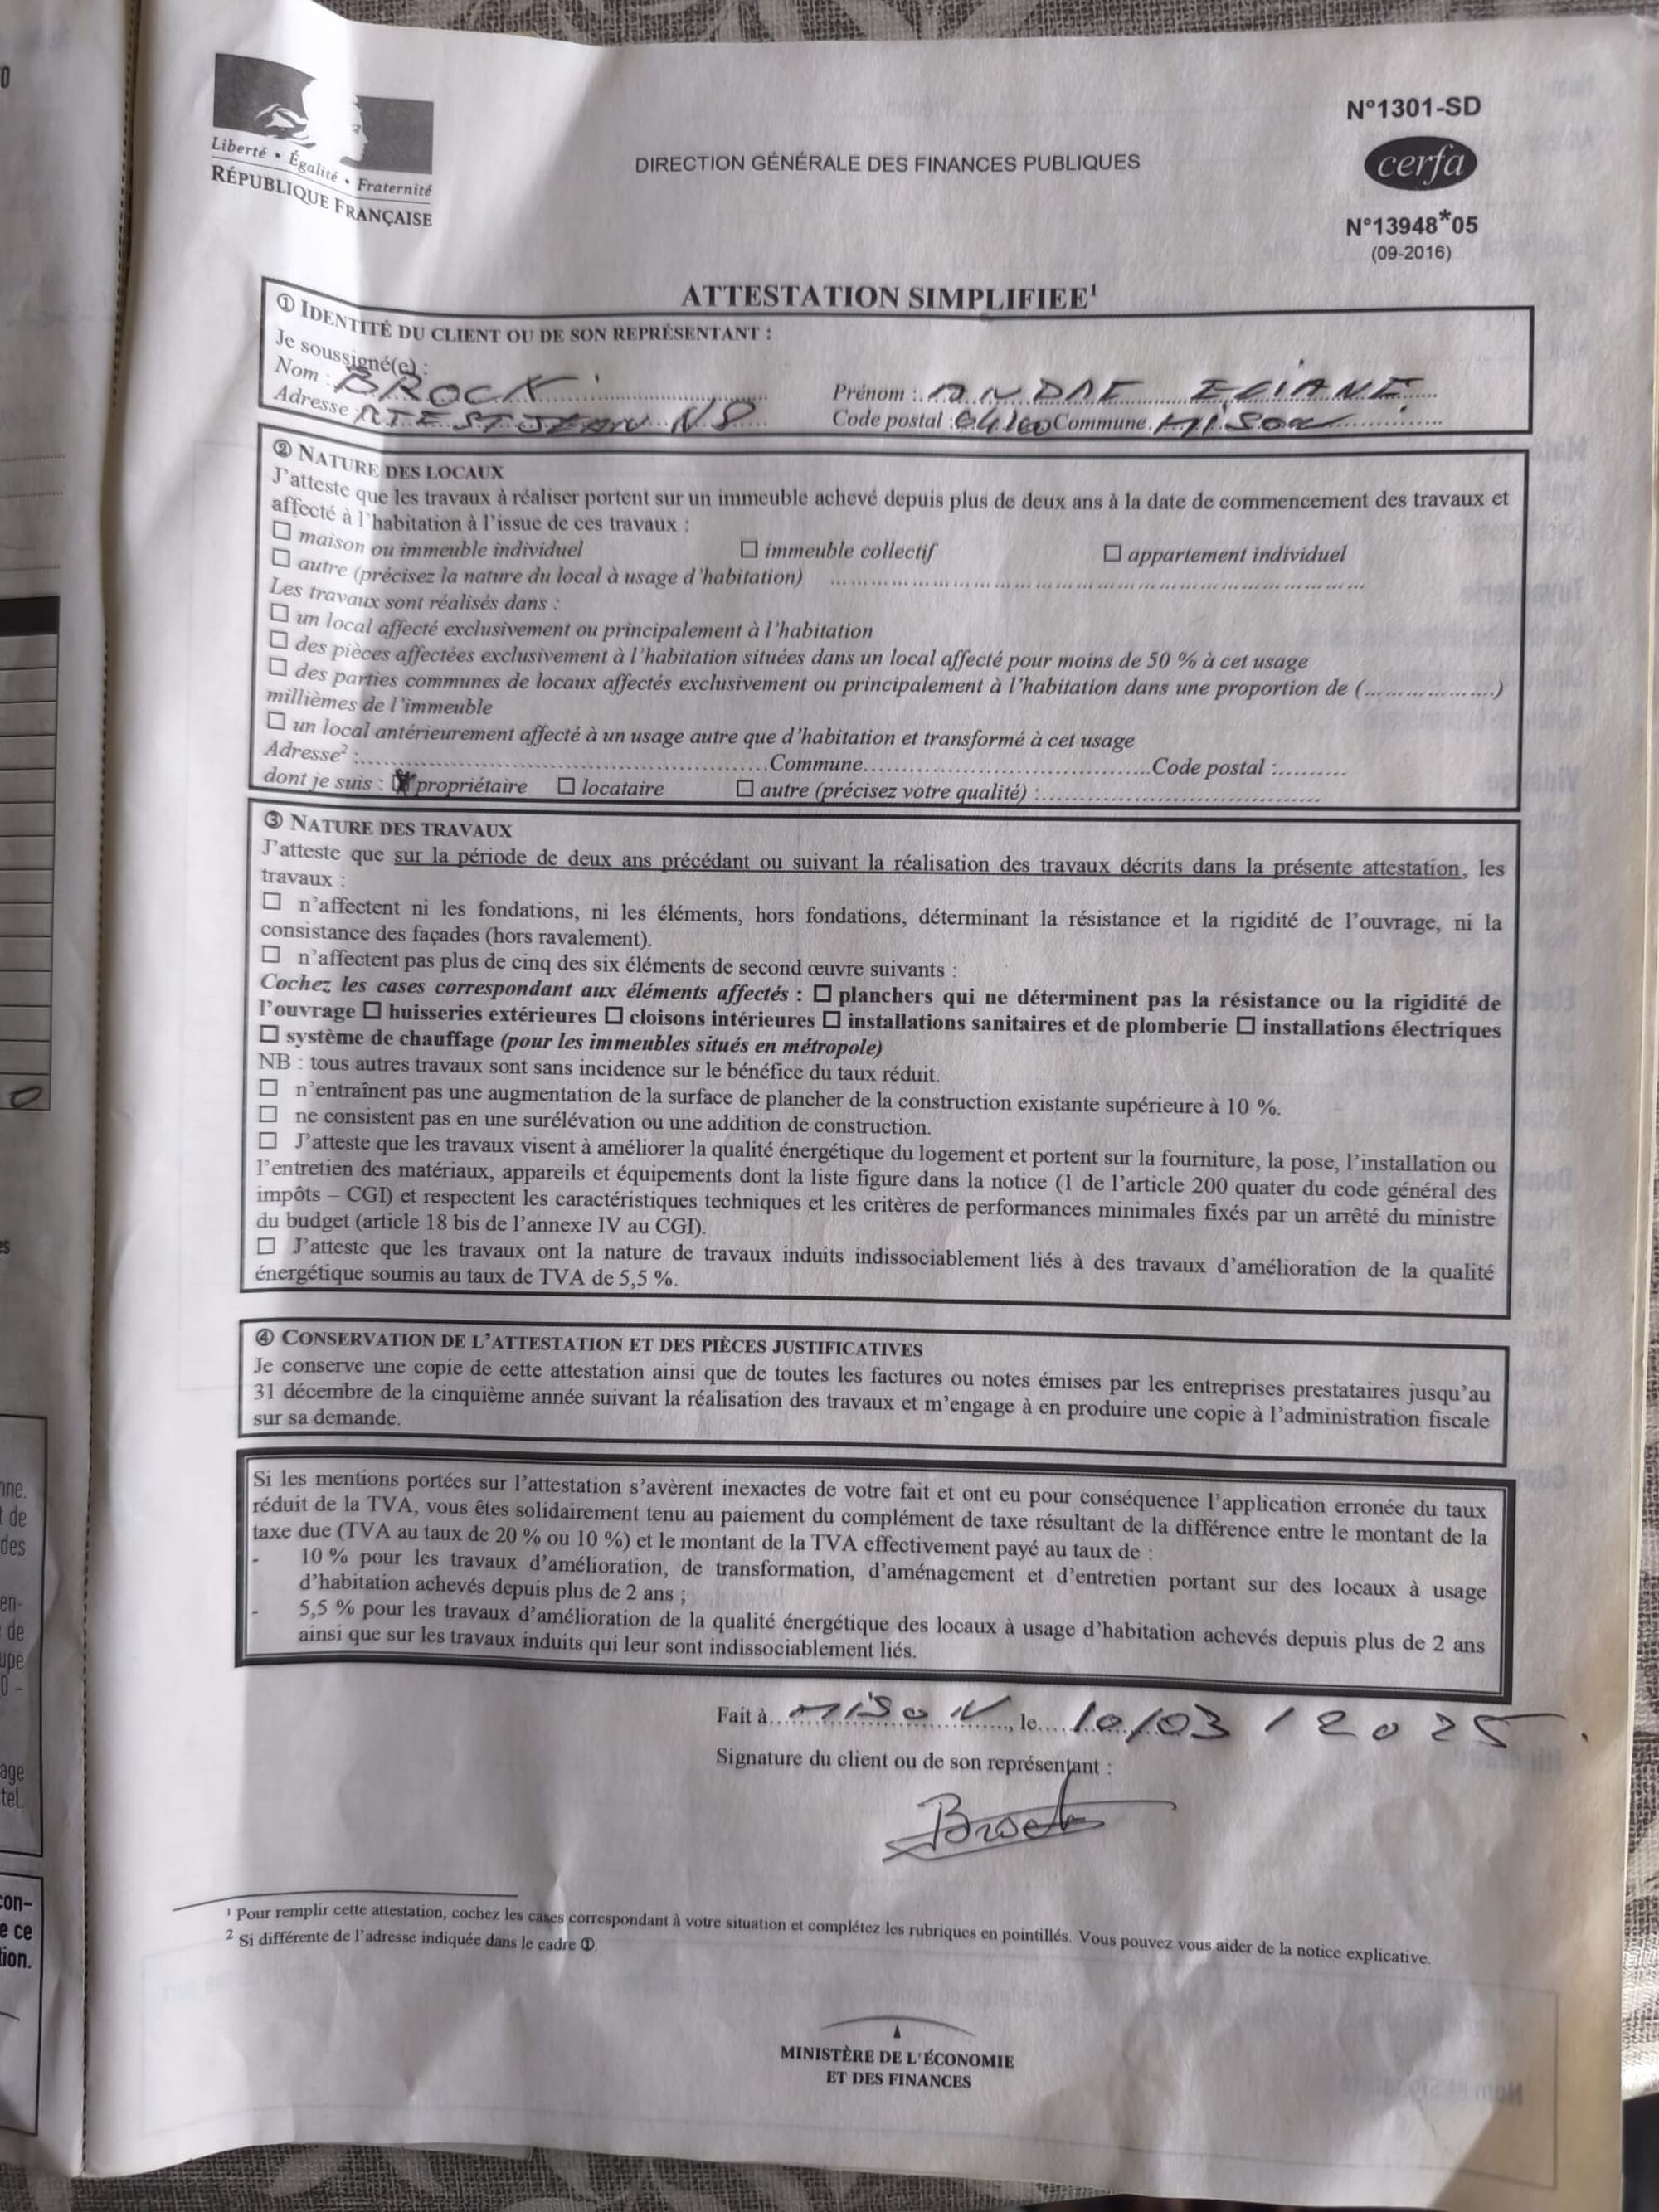 Liberté • Égalité • Fraternité
RÉPUBLIQUE FRANÇAISE
DIRECTION GÉNÉRALE DES FINANCES PUBLIQUES
N°1301-SD
cerfa
N°13948*05
(09-2016)
ATTESTATION SIMPLIFIEE¹
① IDENTITÉ DU CLIENT OU DE SON REPRÉSENTANT :
Je soussigné(e) :
Nom : BROCK Prénom : ANDRE ELIANE
Adresse : RTE ST JEAN N 8 Code postal : 04200 Commune Mison
② NATURE DES LOCAUX
J'atteste que les travaux à réaliser portent sur un immeuble achevé depuis plus de deux ans à la date de commencement des travaux et
affecté à l'habitation à l'issue de ces travaux :
☐ maison ou immeuble individuel ☐ immeuble collectif ☐ appartement individuel
☐ autre (précisez la nature du local à usage d'habitation) ....................
Les travaux sont réalisés dans :
☐ un local affecté exclusivement ou principalement à l'habitation
☐ des pièces affectées exclusivement à l'habitation situées dans un local affecté pour moins de 50 % à cet usage
☐ des parties communes de locaux affectés exclusivement ou principalement à l'habitation dans une proportion de (..................)
millièmes de l'immeuble
☐ un local antérieurement affecté à un usage autre que d'habitation et transformé à cet usage
Adresse² :....................Commune....................Code postal :..........
dont je suis : ☒ propriétaire ☐ locataire ☐ autre (précisez votre qualité) :....................
③ NATURE DES TRAVAUX
J'atteste que sur la période de deux ans précédant ou suivant la réalisation des travaux décrits dans la présente attestation, les
travaux :
☐ n'affectent ni les fondations, ni les éléments, hors fondations, déterminant la résistance et la rigidité de l'ouvrage, ni la
consistance des façades (hors ravalement).
☐ n'affectent pas plus de cinq des six éléments de second œuvre suivants :
Cochez les cases correspondant aux éléments affectés : ☐ planchers qui ne déterminent pas la résistance ou la rigidité de
l'ouvrage ☐ huisseries extérieures ☐ cloisons intérieures ☐ installations sanitaires et de plomberie ☐ installations électriques
☐ système de chauffage (pour les immeubles situés en métropole)
NB : tous autres travaux sont sans incidence sur le bénéfice du taux réduit.
☐ n'entraînent pas une augmentation de la surface de plancher de la construction existante supérieure à 10 %.
☐ ne consistent pas en une surélévation ou une addition de construction.
☐ J'atteste que les travaux visent à améliorer la qualité énergétique du logement et portent sur la fourniture, la pose, l'installation ou
l'entretien des matériaux, appareils et équipements dont la liste figure dans la notice (1 de l'article 200 quater du code général des
impôts – CGI) et respectent les caractéristiques techniques et les critères de performances minimales fixés par un arrêté du ministre
du budget (article 18 bis de l'annexe IV au CGI).
☐ J'atteste que les travaux ont la nature de travaux induits indissociablement liés à des travaux d'amélioration de la qualité
énergétique soumis au taux de TVA de 5,5 %.
④ CONSERVATION DE L'ATTESTATION ET DES PIÈCES JUSTIFICATIVES
Je conserve une copie de cette attestation ainsi que de toutes les factures ou notes émises par les entreprises prestataires jusqu'au
31 décembre de la cinquième année suivant la réalisation des travaux et m'engage à en produire une copie à l'administration fiscale
sur sa demande.
Si les mentions portées sur l'attestation s'avèrent inexactes de votre fait et ont eu pour conséquence l'application erronée du taux
réduit de la TVA, vous êtes solidairement tenu au paiement du complément de taxe résultant de la différence entre le montant de la
taxe due (TVA au taux de 20 % ou 10 %) et le montant de la TVA effectivement payé au taux de :
- 10 % pour les travaux d'amélioration, de transformation, d'aménagement et d'entretien portant sur des locaux à usage
d'habitation achevés depuis plus de 2 ans ;
- 5,5 % pour les travaux d'amélioration de la qualité énergétique des locaux à usage d'habitation achevés depuis plus de 2 ans
ainsi que sur les travaux induits qui leur sont indissociablement liés.
Fait à MISON, le 10/03/2025
Signature du client ou de son représentant :
Brock
¹ Pour remplir cette attestation, cochez les cases correspondant à votre situation et complétez les rubriques en pointillés. Vous pouvez vous aider de la notice explicative.
² Si différente de l'adresse indiquée dans le cadre ①.
MINISTÈRE DE L'ÉCONOMIE
ET DES FINANCES